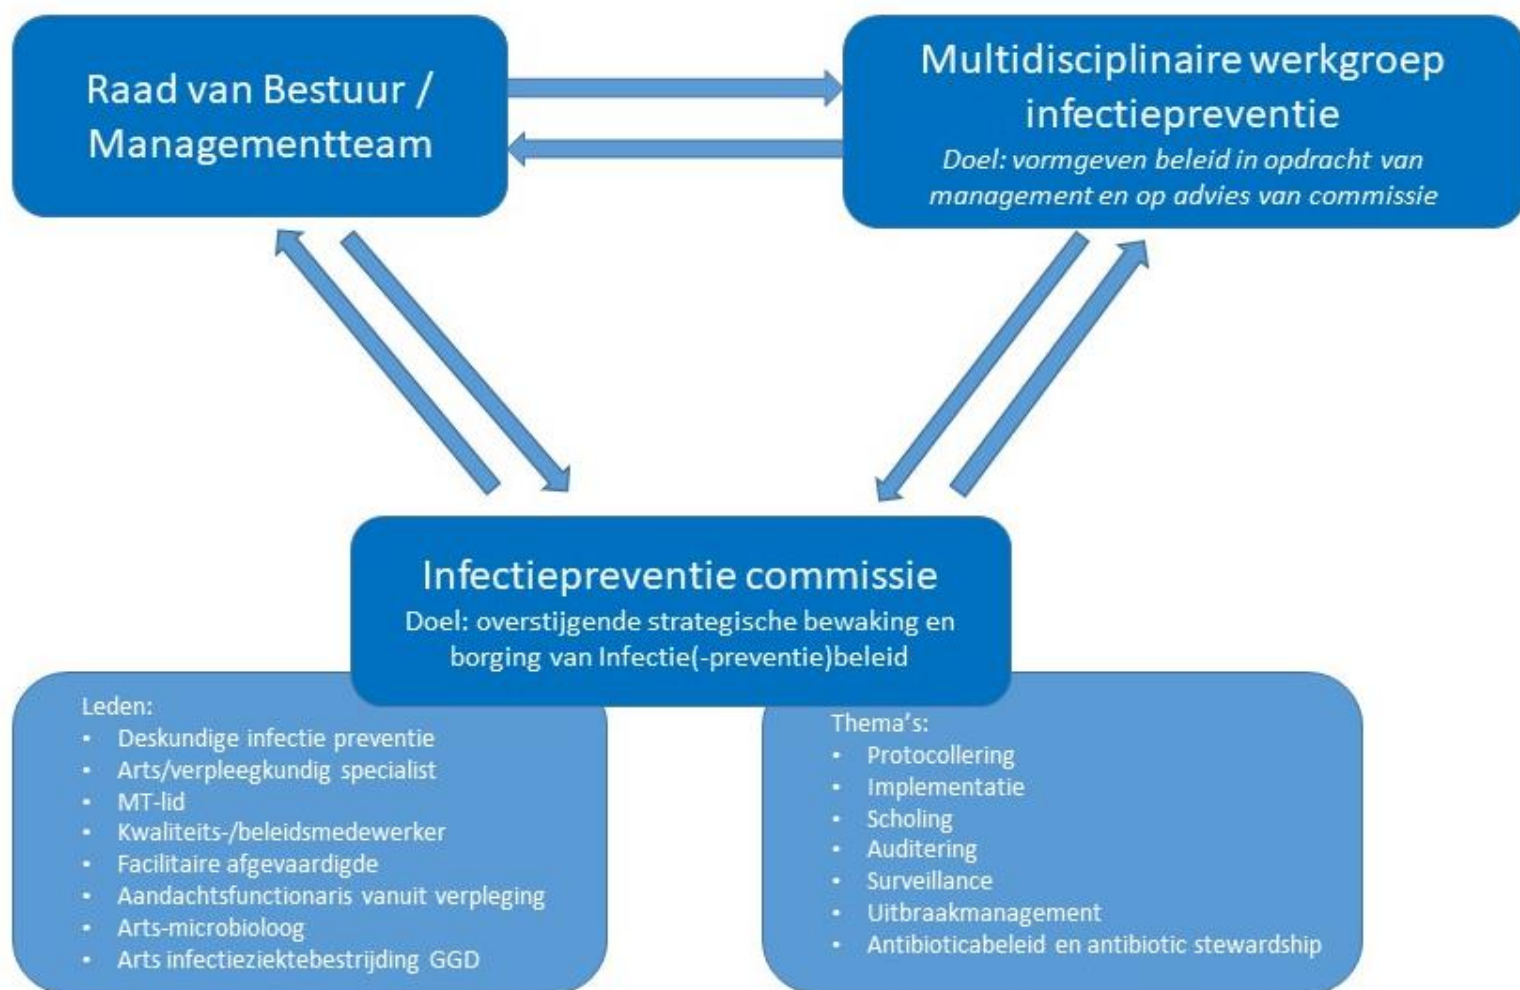 Raad van Bestuur /
Managementteam
Multidisciplinaire werkgroep
infectiepreventie
Doel: vormgeven beleid in opdracht van
management en op advies van commissie
Infectiepreventie commissie
Doel: overstijgende strategische bewaking en
borging van Infectie(-preventie)beleid
Leden:
• Deskundige infectie preventie
• Arts/verpleegkundig specialist
• MT-lid
• Kwaliteits-/beleidsmedewerker
• Facilitaire afgevaardigde
• Aandachtsfunctionaris vanuit verpleging
• Arts-microbioloog
• Arts infectieziektebestrijding GGD
Thema's:
• Protocollering
• Implementatie
• Scholing
• Auditering
• Surveillance
• Uitbraakmanagement
• Antibioticabeleid en antibiotic stewardship